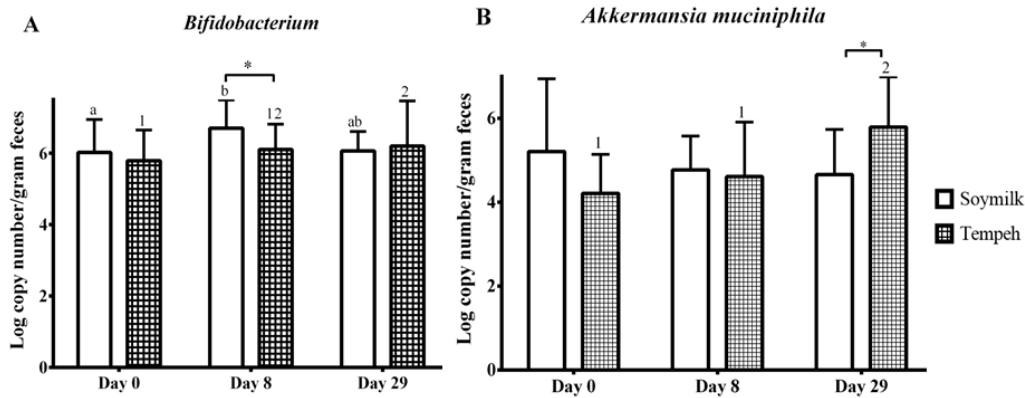 A
Bifidobacterium
Log copy number/gram feces
0
2
4
6
a
1
b
*
12
ab
2
Day 0
Day 8
Day 29
B
Akkermansia muciniphila
Log copy number/gram feces
0
2
4
6
1
1
*
2
Day 0
Day 8
Day 29
Soymilk
Tempeh